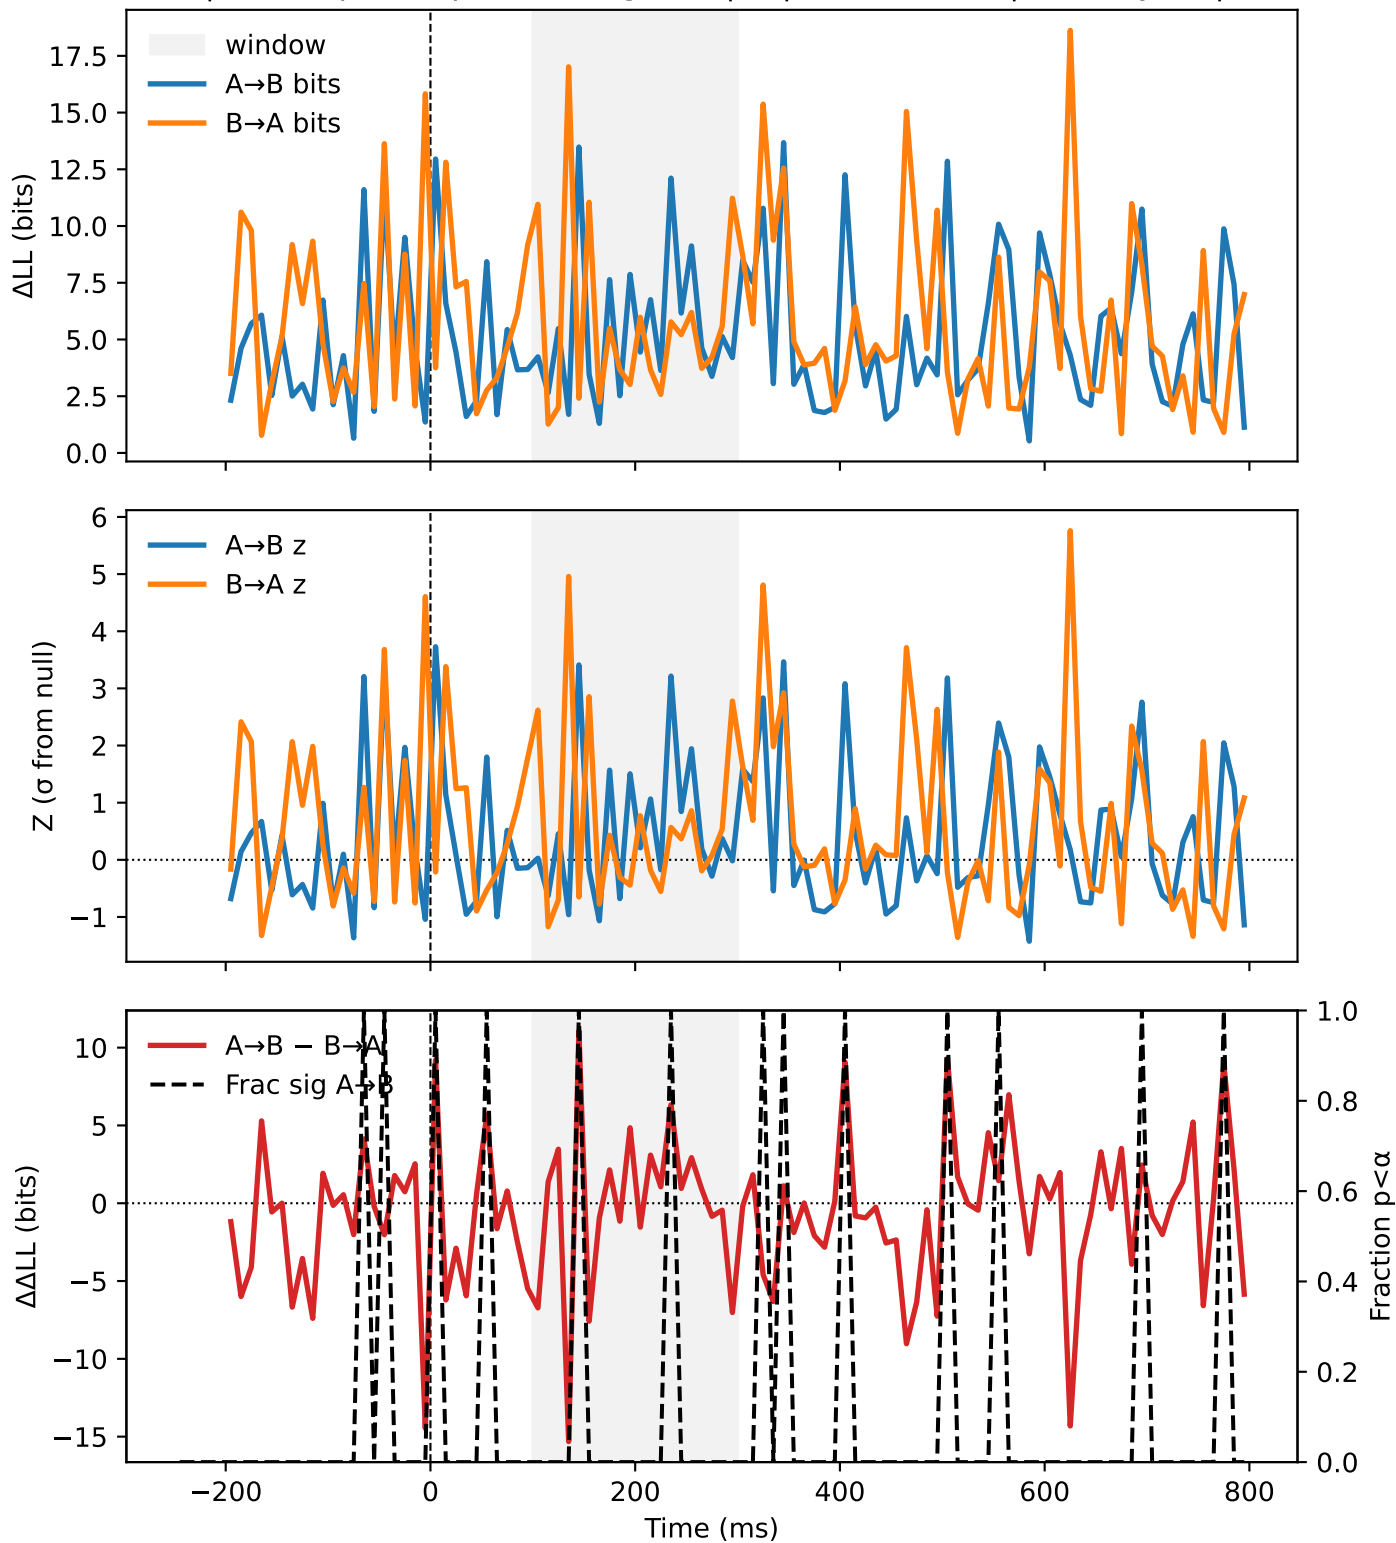 window
A→B bits
B→A bits
ΔLL (bits)
17.5
15.0
12.5
10.0
7.5
5.0
2.5
0.0
A→B z
B→A z
Z (σ from null)
6
5
4
3
2
1
0
−1
A→B − B→A
Frac sig A→B
ΔΔLL (bits)
10
5
0
−5
−10
−15
1.0
0.8
0.6
0.4
0.2
0.0
Fraction p<α
−200 0 200 400 600 800
Time (ms)